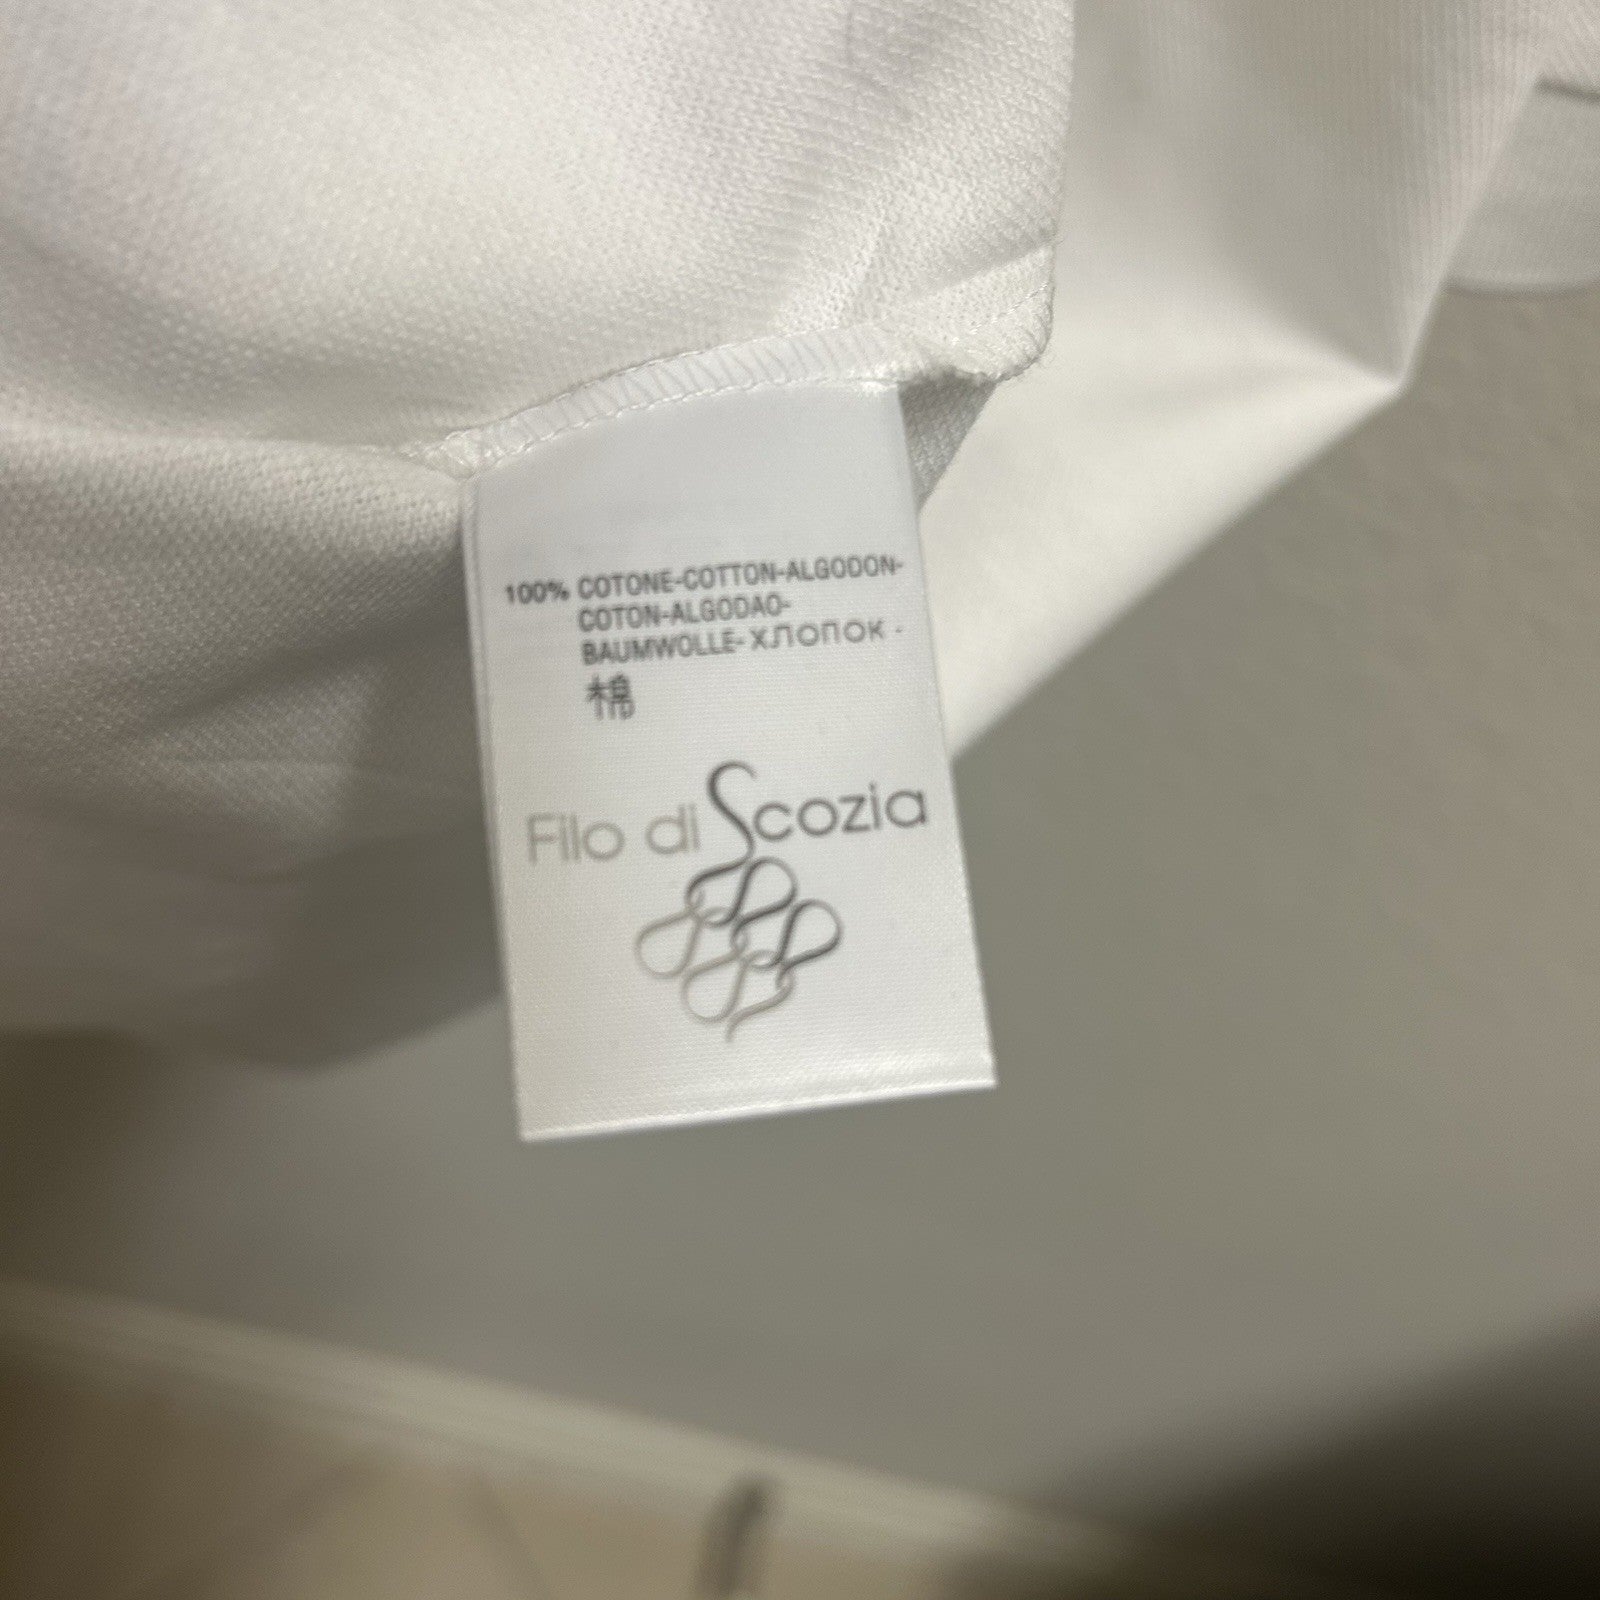 100% COTONE-COTTON-ALGODON-
COTON-ALGODAO-
BAUMWOLLE-ХЛОПОК -
棉
Filo di Scozia